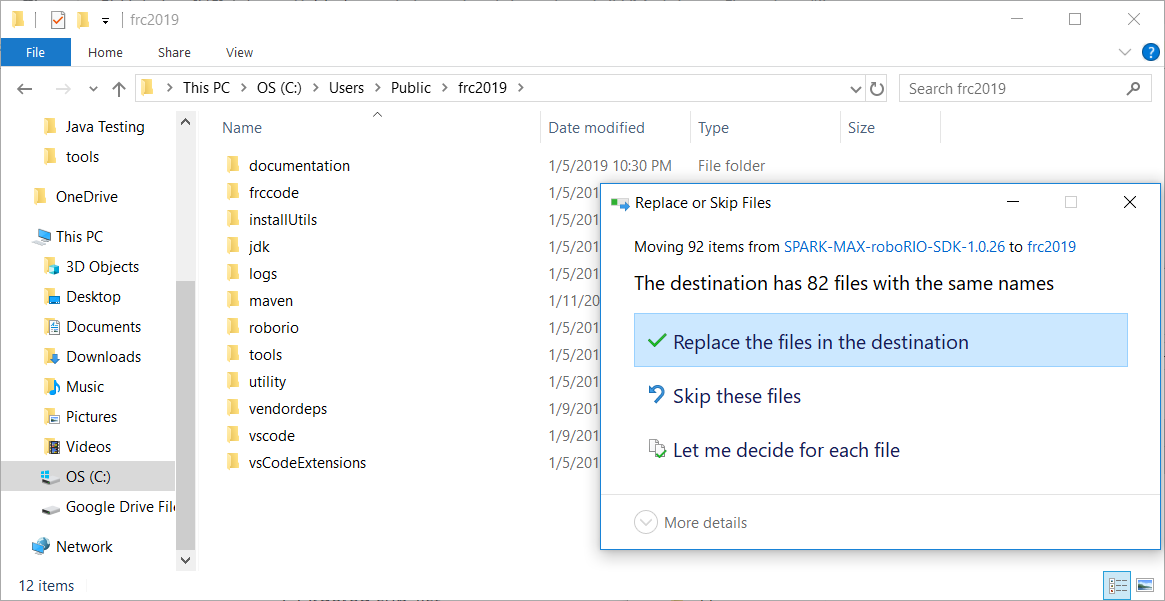 frc2019
File Home Share View
This PC > OS (C:) > Users > Public > frc2019 >
Search frc2019
Java Testing
tools
OneDrive
This PC
3D Objects
Desktop
Documents
Downloads
Music
Pictures
Videos
OS (C:)
Google Drive File
Network
Name Date modified Type Size
documentation 1/5/2019 10:30 PM File folder
frccode 1/5/201
installUtils 1/5/201
jdk 1/5/201
logs 1/5/201
maven 1/11/20
roborio 1/5/201
tools 1/5/201
utility 1/5/201
vendordeps 1/9/201
vscode 1/9/201
vsCodeExtensions 1/5/201
Replace or Skip Files
Moving 92 items from SPARK-MAX-roboRIO-SDK-1.0.26 to frc2019
The destination has 82 files with the same names
Replace the files in the destination
Skip these files
Let me decide for each file
More details
12 items